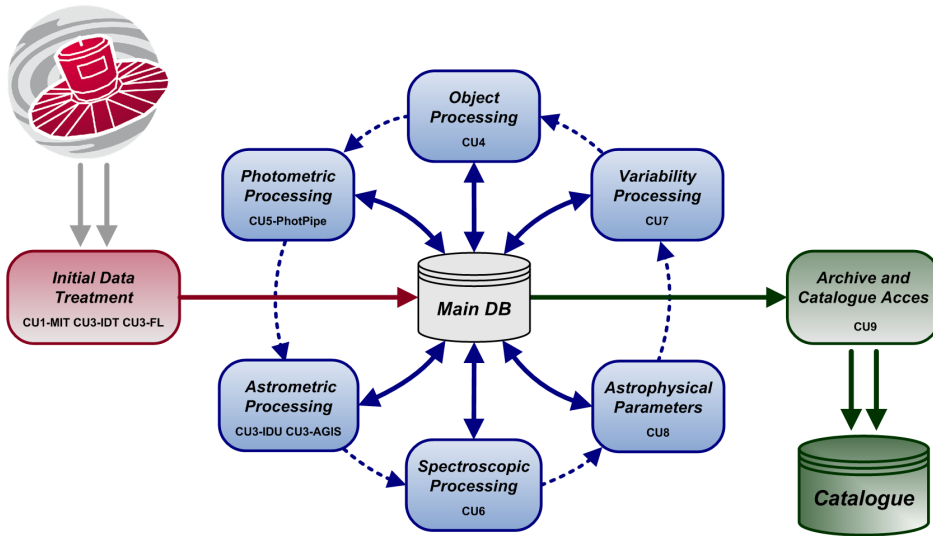 Object
Processing
CU4
Photometric
Processing
CU5-PhotPipe
Variability
Processing
CU7
Initial Data
Treatment
CU1-MIT CU3-IDT CU3-FL
Main DB
Archive and
Catalogue Acces
CU9
Astrometric
Processing
CU3-IDU CU3-AGIS
Astrophysical
Parameters
CU8
Spectroscopic
Processing
CU6
Catalogue